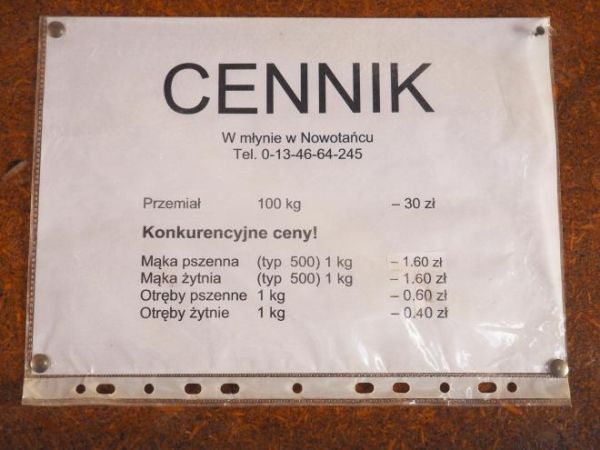 CENNIK
W młynie w Nowotańcu
Tel. 0-13-46-64-245
Przemiał 100 kg – 30 zł
Konkurencyjne ceny!
Mąka pszenna (typ 500) 1 kg – 1.60 zł
Mąka żytnia (typ 500) 1 kg – 1.60 zł
Otręby pszenne 1 kg – 0.60 zł
Otręby żytnie 1 kg – 0.40 zł